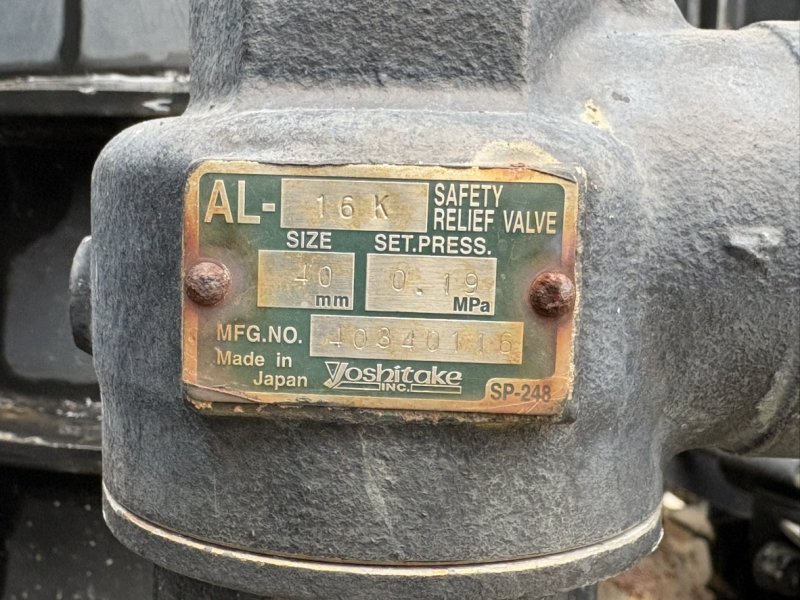 AL- 16K SAFETY RELIEF VALVE
SIZE SET.PRESS.
40 mm 0.19 MPa
MFG.NO. 40340116
Made in Japan
Yoshitake INC.
SP-248